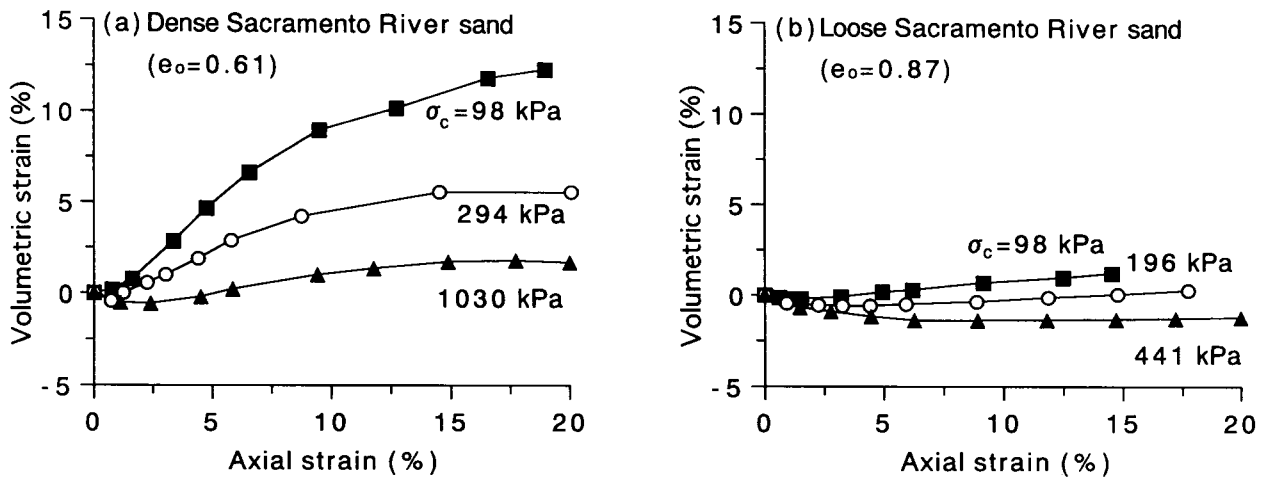 15
(a) Dense Sacramento River sand
(eo=0.61)
10
σc=98 kPa
5
294 kPa
0
1030 kPa
-5
0 5 10 15 20
Axial strain (%)
Volumetric strain (%)
15
(b) Loose Sacramento River sand
(eo=0.87)
10
5
σc=98 kPa
196 kPa
0
441 kPa
-5
0 5 10 15 20
Axial strain (%)
Volumetric strain (%)